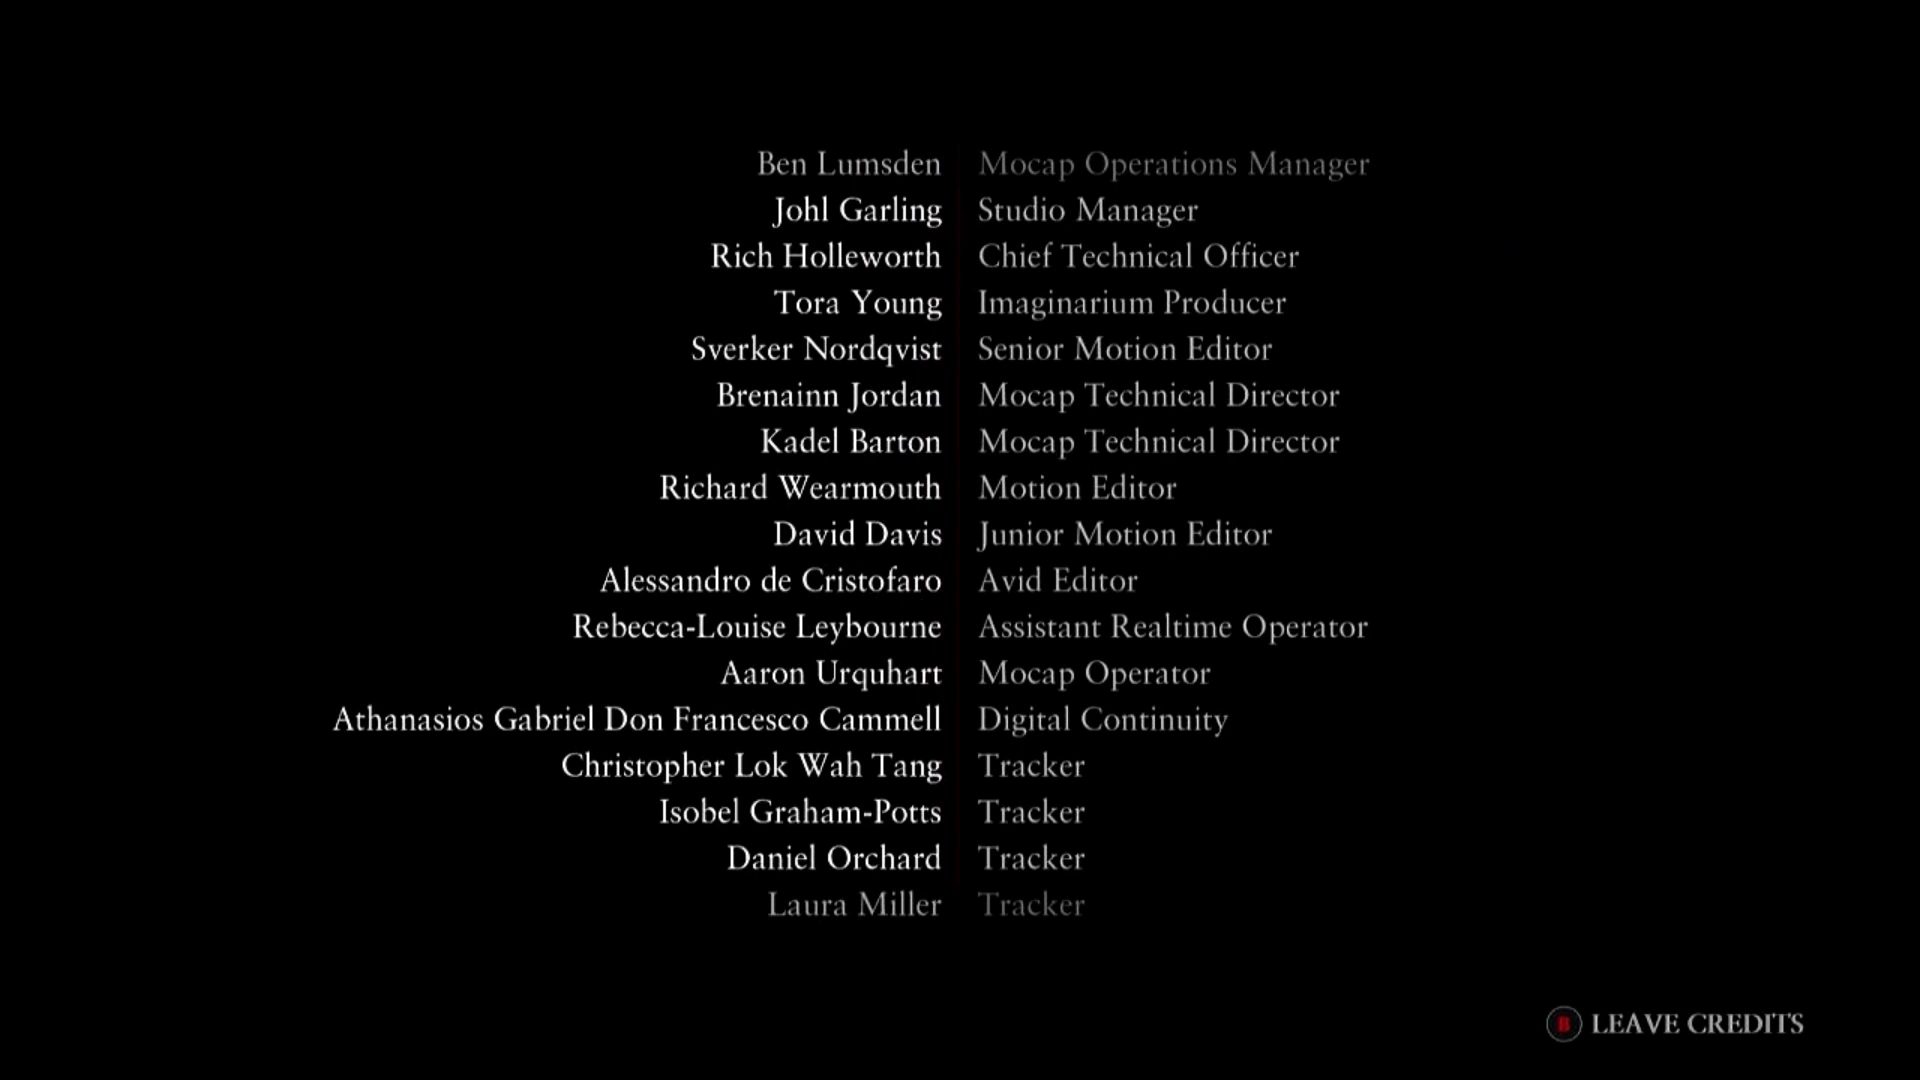 Ben Lumsden Mocap Operations Manager
Johl Garling Studio Manager
Rich Holleworth Chief Technical Officer
Tora Young Imaginarium Producer
Sverker Nordqvist Senior Motion Editor
Brenainn Jordan Mocap Technical Director
Kadel Barton Mocap Technical Director
Richard Wearmouth Motion Editor
David Davis Junior Motion Editor
Alessandro de Cristofaro Avid Editor
Rebecca-Louise Leybourne Assistant Realtime Operator
Aaron Urquhart Mocap Operator
Athanasios Gabriel Don Francesco Cammell Digital Continuity
Christopher Lok Wah Tang Tracker
Isobel Graham-Potts Tracker
Daniel Orchard Tracker
Laura Miller Tracker
B LEAVE CREDITS